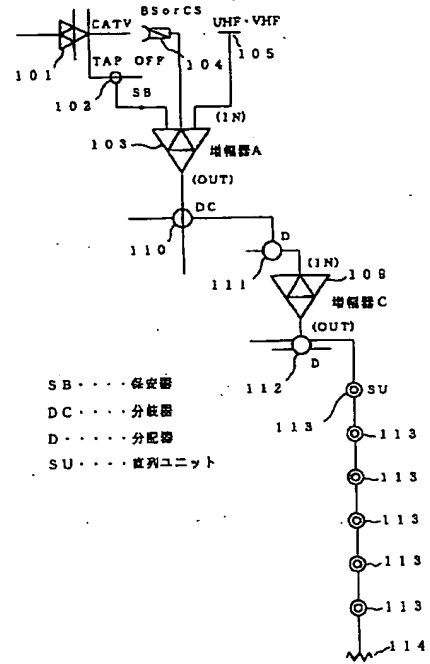 BSorCS
UHF・VHF
CATV
101
104
105
TAP OFF
102
SB
(IN)
103
増幅器A
(OUT)
DC
110
D
111
(IN)
109
増幅器C
(OUT)
112
D
SB・・・・保安器
DC・・・・分岐器
D・・・・分配器
SU・・・・直列ユニット
SU
113
113
113
113
113
113
114